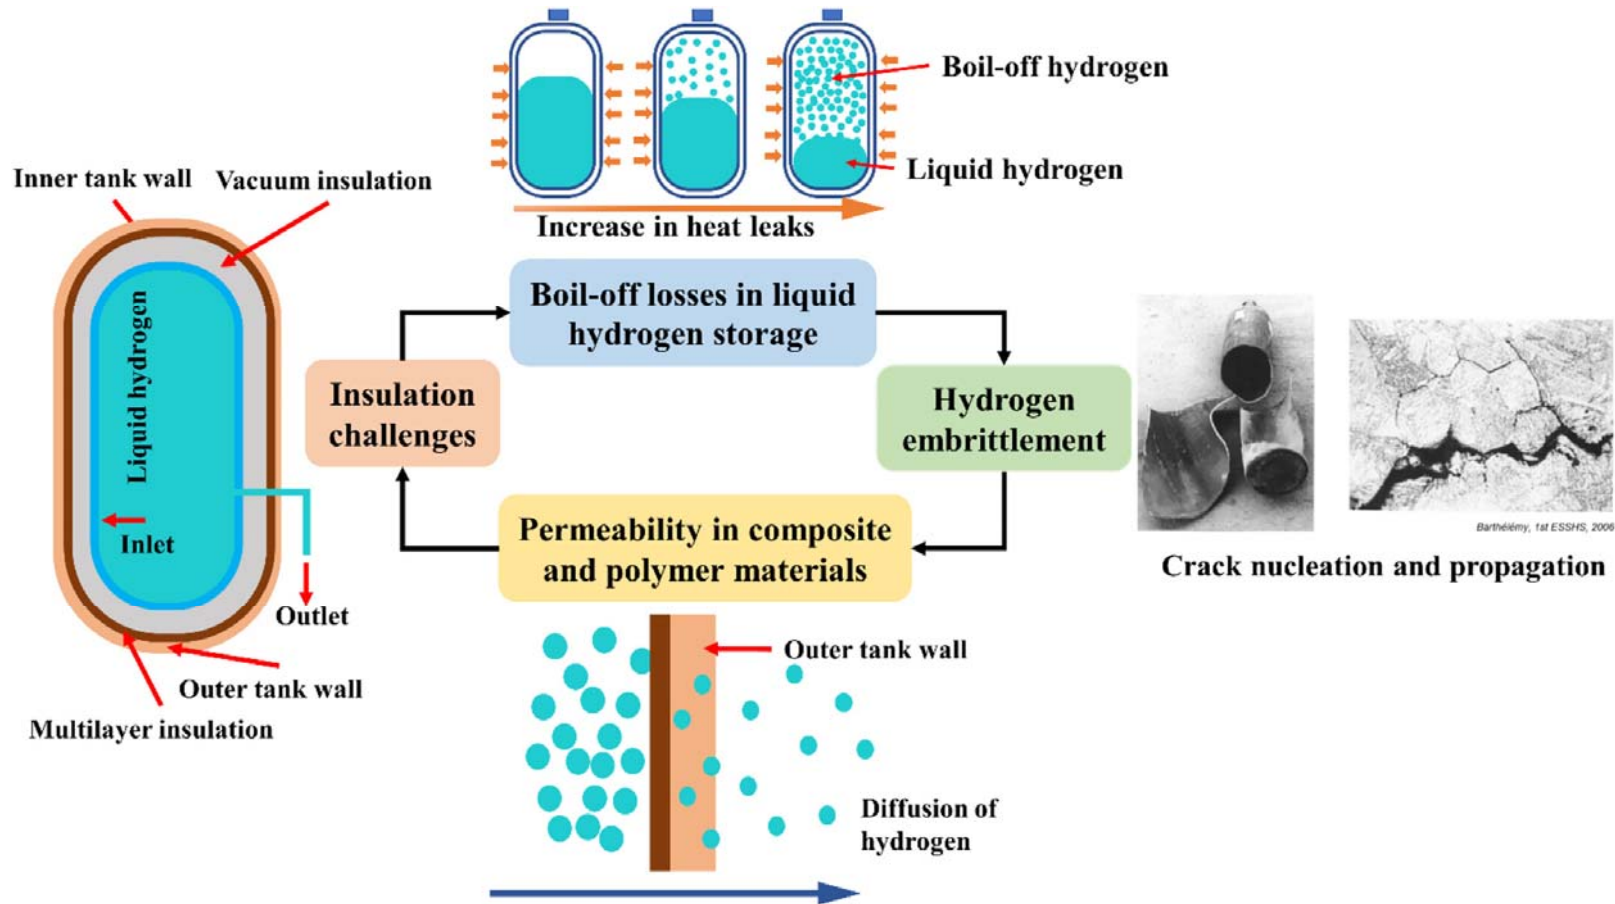 Boil-off hydrogen
Liquid hydrogen
Increase in heat leaks
Inner tank wall
Vacuum insulation
Liquid hydrogen
Inlet
Outlet
Outer tank wall
Multilayer insulation
Boil-off losses in liquid
hydrogen storage
Insulation
challenges
Hydrogen
embrittlement
Permeability in composite
and polymer materials
Barthélémy, 1st ESSHS, 2006
Crack nucleation and propagation
Outer tank wall
Diffusion of
hydrogen